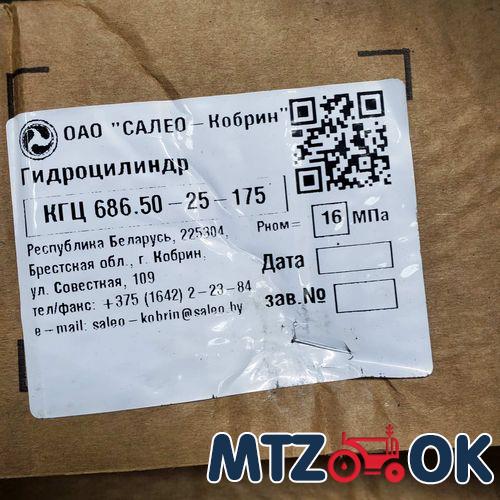 ОАО "САЛЕО – Кобрин"
Гидроцилиндр
КГЦ 686.50 – 25 – 175
Рном = 16 МПа
Республика Беларусь, 225304,
Брестская обл., г. Кобрин,
ул. Советсная, 109
тел/факс: +375 (1642) 2 – 23 – 84
e – mail: saleo – kobrin@saleo.by
Дата
зав.№
MTZ OK